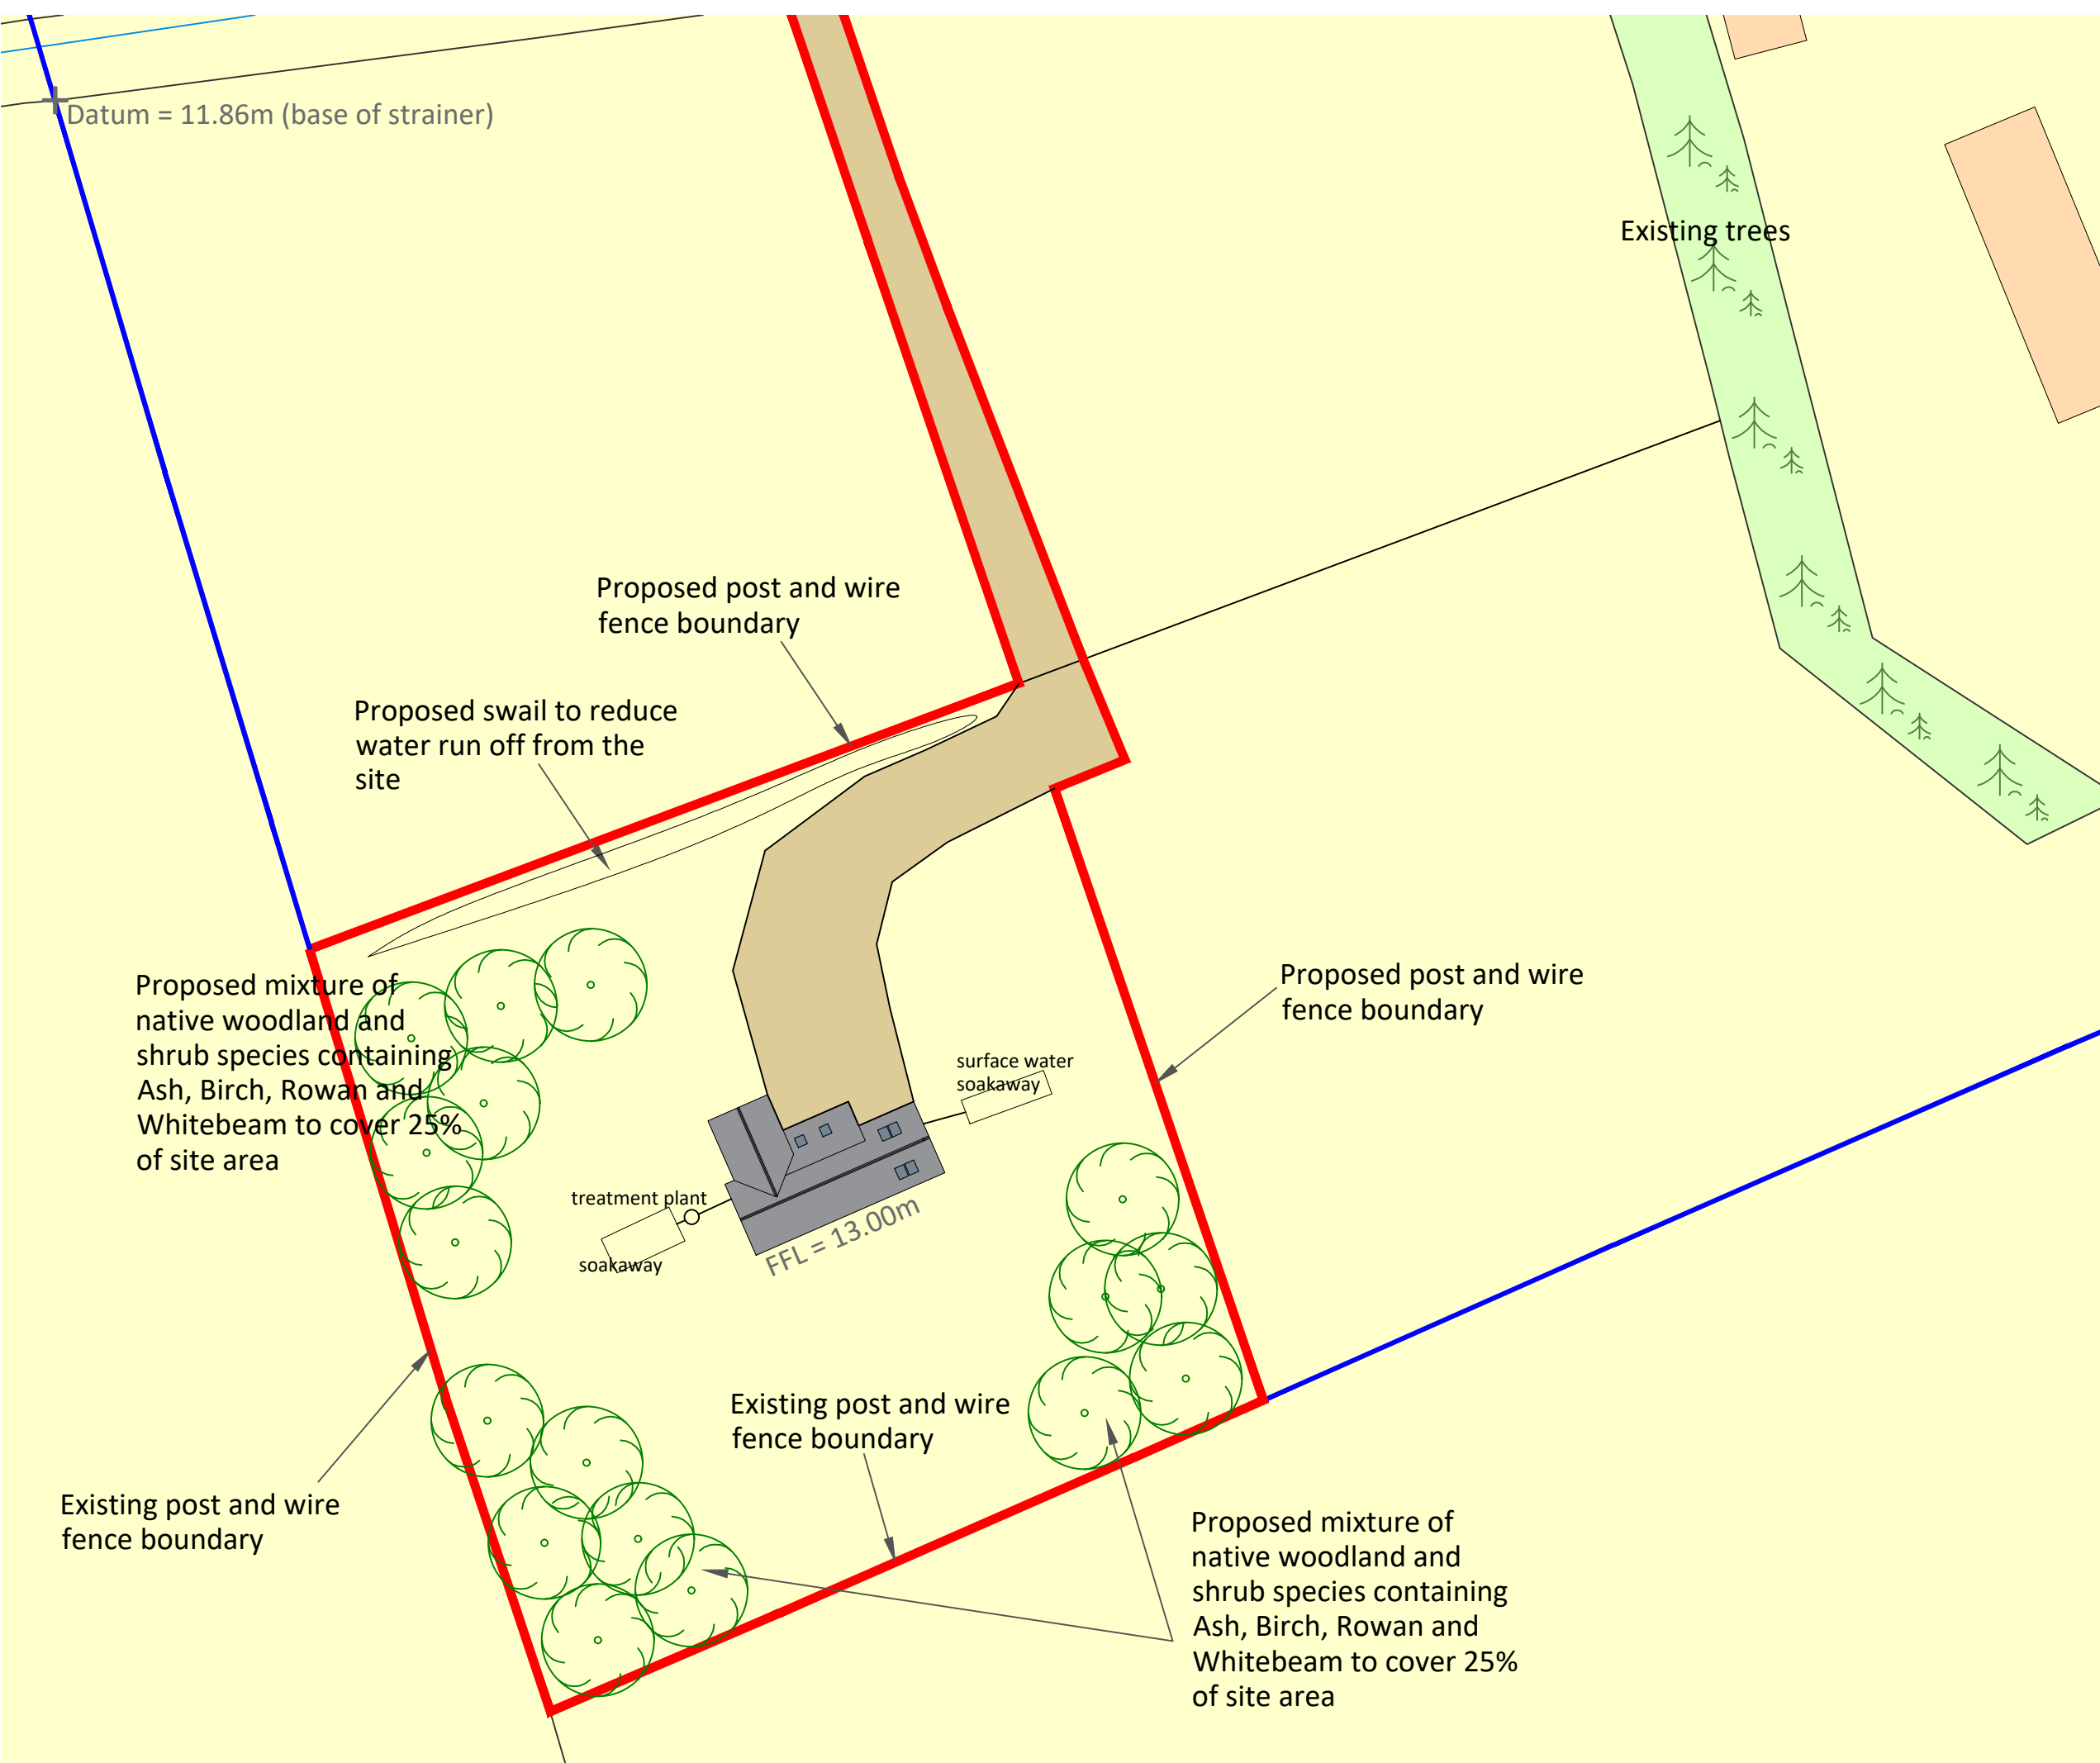 Datum = 11.86m (base of strainer)
Existing trees
Proposed post and wire
fence boundary
Proposed swail to reduce
water run off from the
site
Proposed mixture of
native woodland and
shrub species containing
Ash, Birch, Rowan and
Whitebeam to cover 25%
of site area
Proposed post and wire
fence boundary
surface water
soakaway
treatment plant
soakaway
FFL = 13.00m
Existing post and wire
fence boundary
Existing post and wire
fence boundary
Proposed mixture of
native woodland and
shrub species containing
Ash, Birch, Rowan and
Whitebeam to cover 25%
of site area